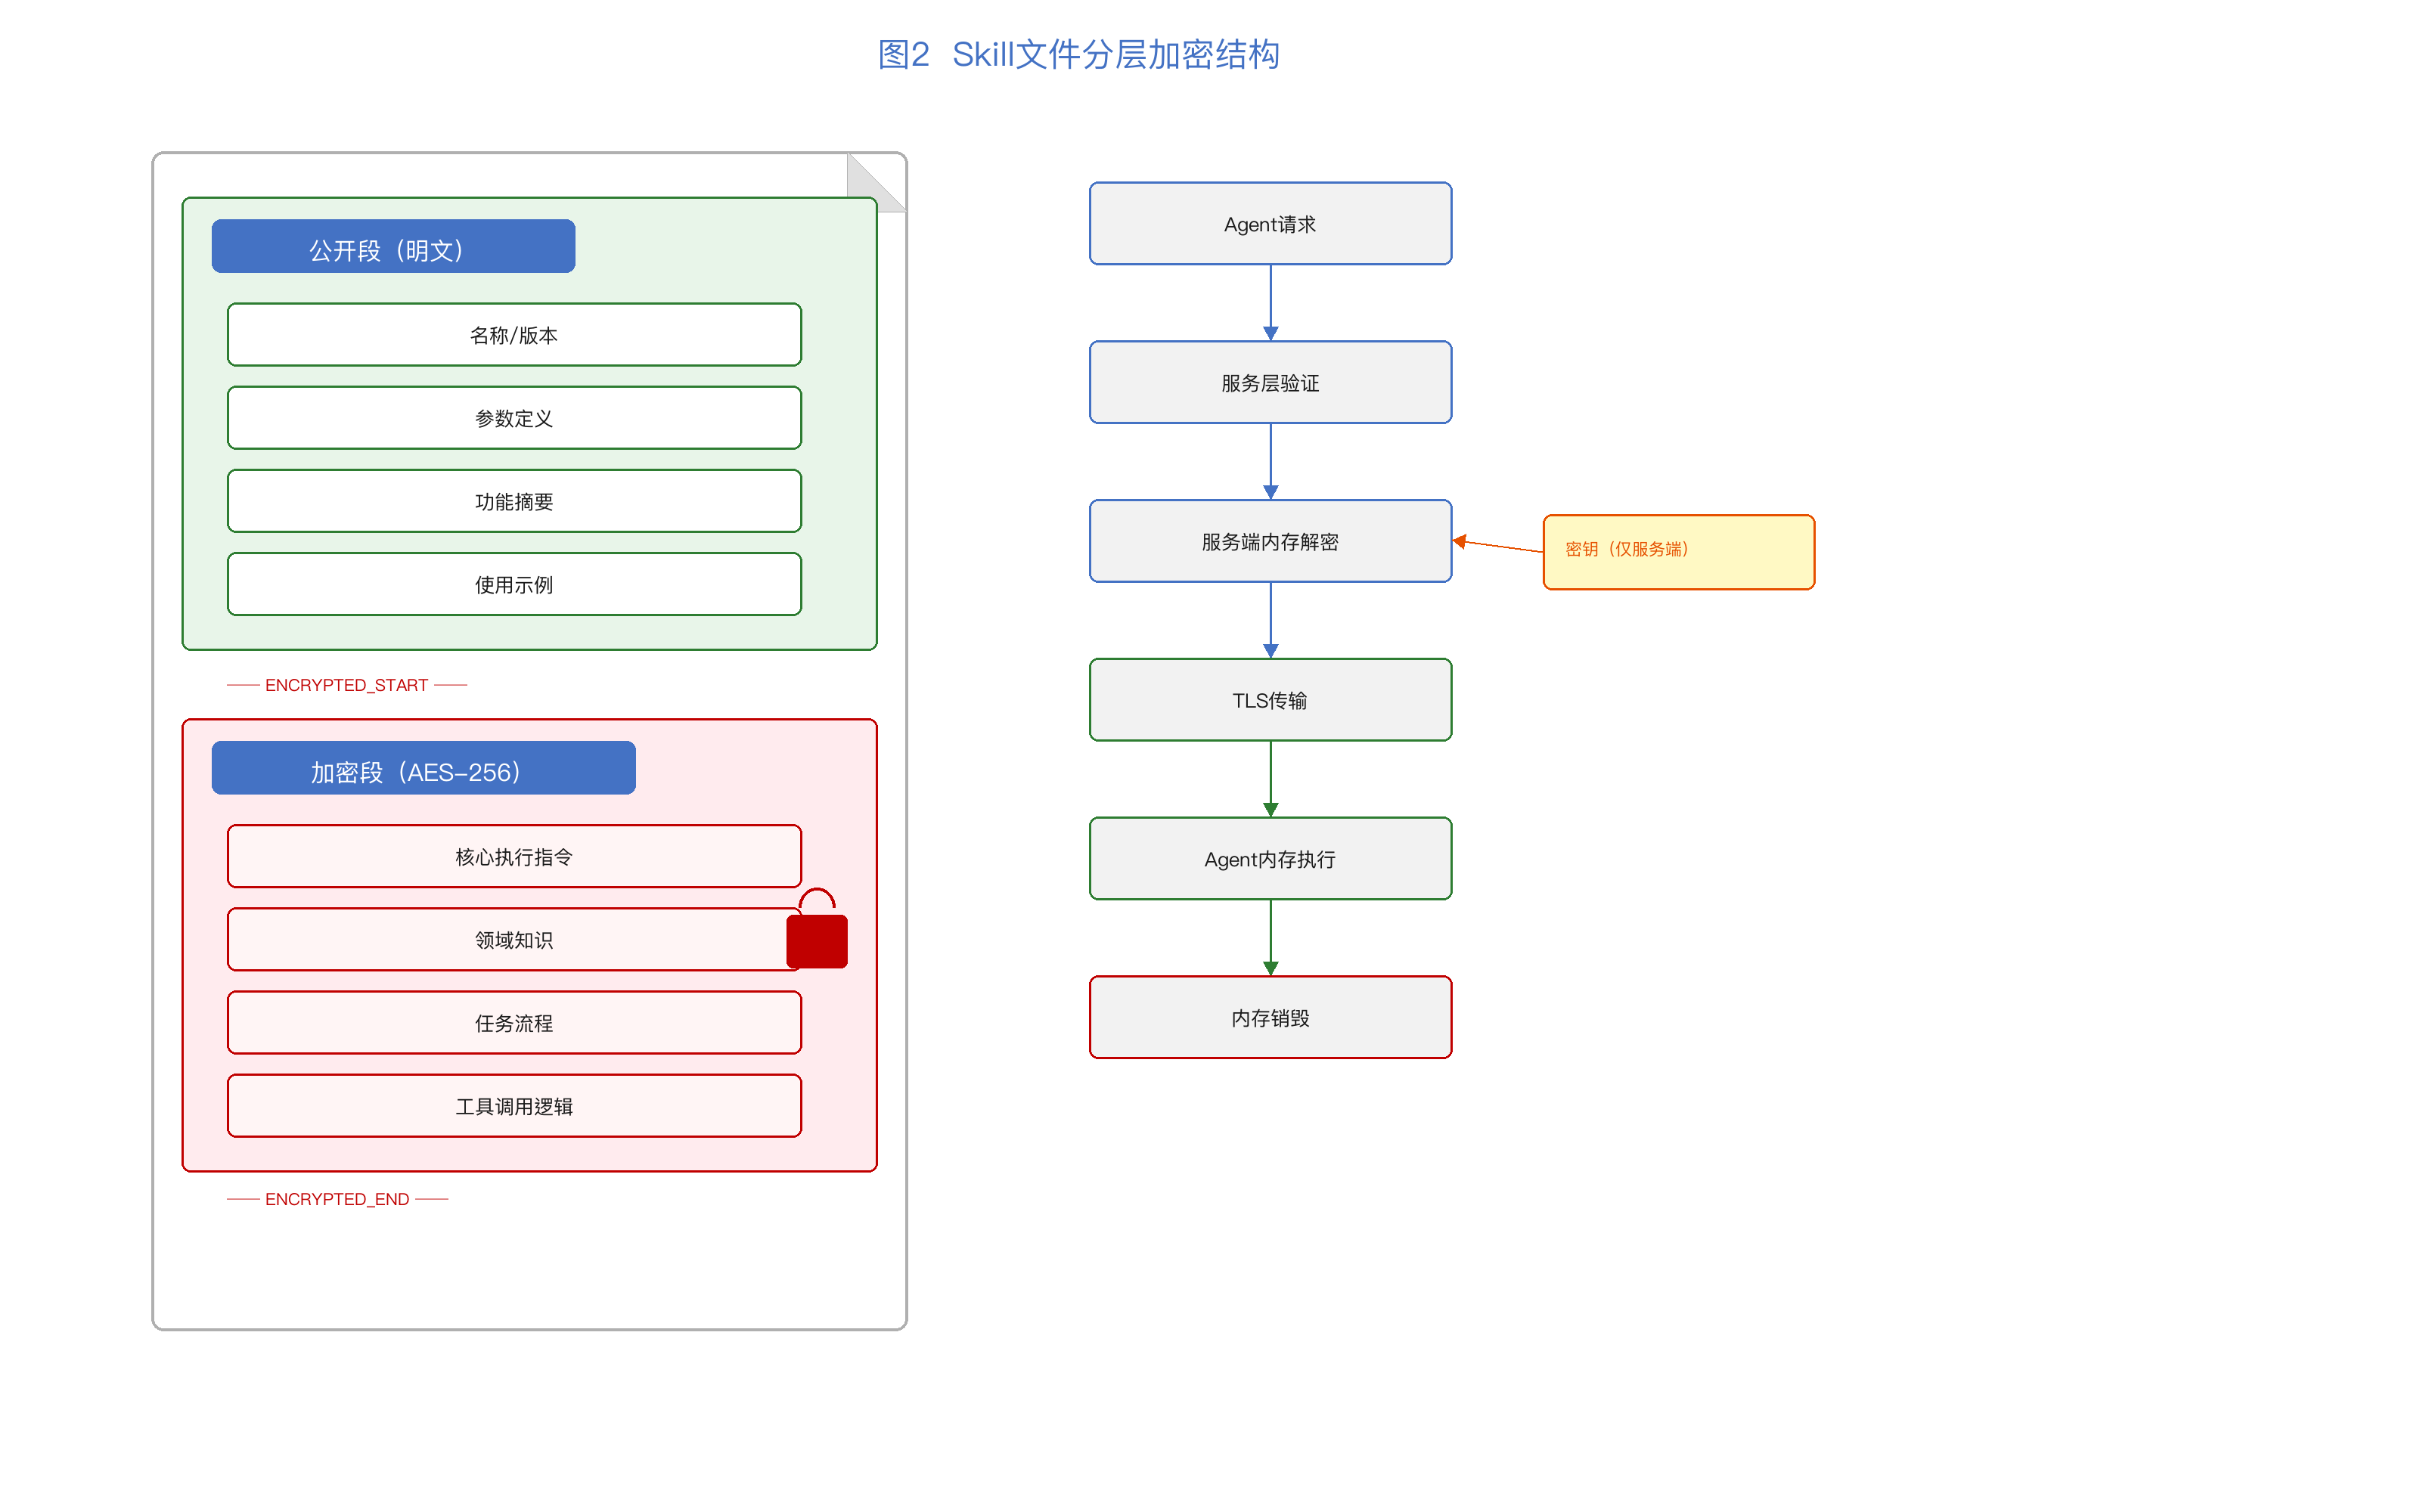 图2 Skill文件分层加密结构
公开段（明文）
名称/版本
参数定义
功能摘要
使用示例
—— ENCRYPTED_START ——
加密段（AES-256）
核心执行指令
领域知识
任务流程
工具调用逻辑
—— ENCRYPTED_END ——
Agent请求
服务层验证
服务端内存解密
密钥（仅服务端）
TLS传输
Agent内存执行
内存销毁